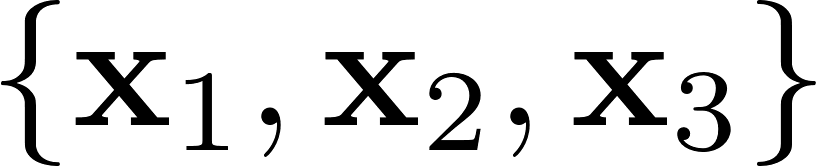 {𝐱₁, 𝐱₂, 𝐱₃}